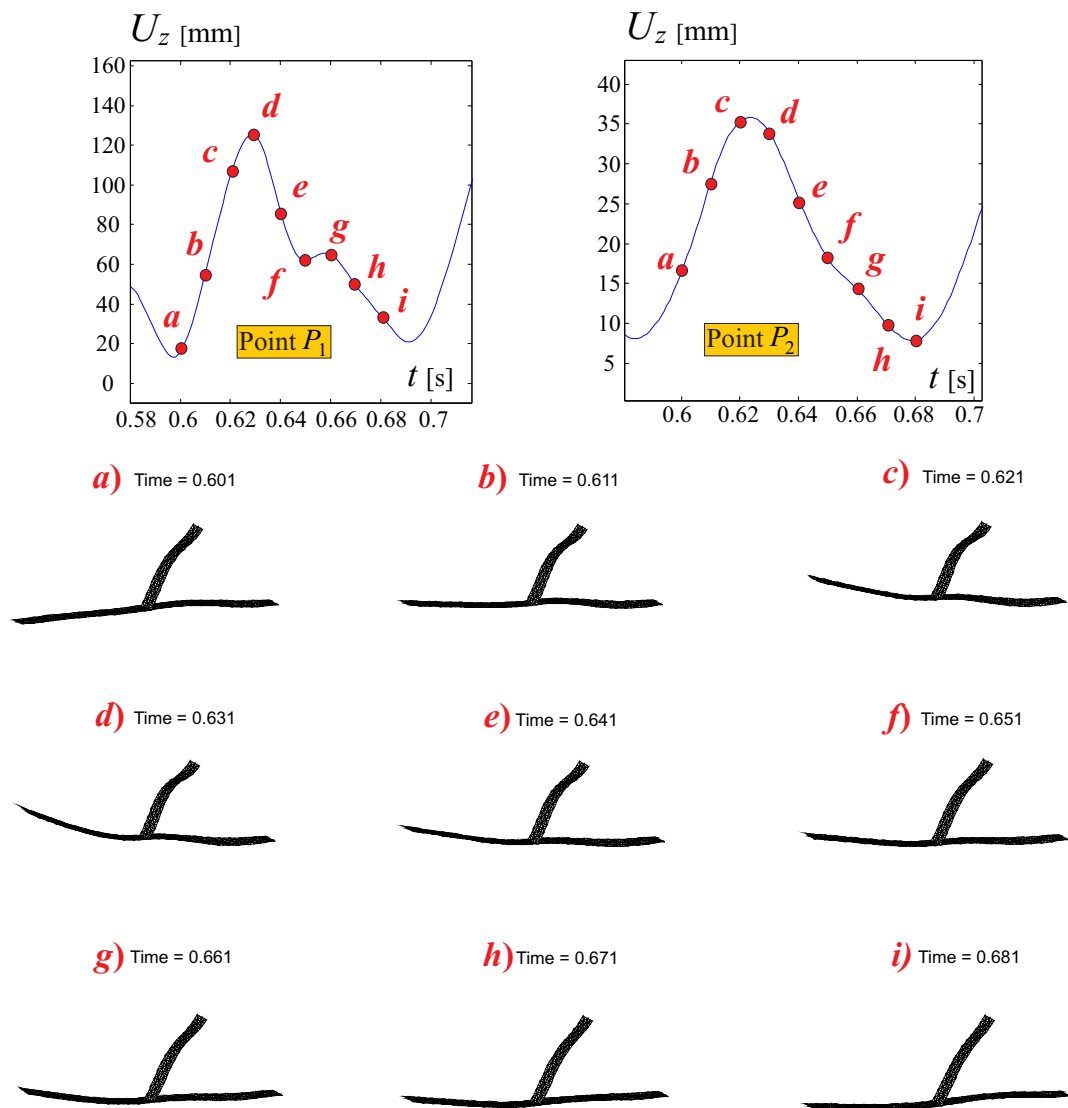 U_z [mm]
160
140
120
100
80
60
40
20
0
a
b
c
d
e
f
g
h
i
Point P_1
t [s]
0.58 0.6 0.62 0.64 0.66 0.68 0.7
U_z [mm]
40
35
30
25
20
15
10
5
a
b
c
d
e
f
g
h
i
Point P_2
t [s]
0.6 0.62 0.64 0.66 0.68 0.7
a) Time = 0.601
b) Time = 0.611
c) Time = 0.621
d) Time = 0.631
e) Time = 0.641
f) Time = 0.651
g) Time = 0.661
h) Time = 0.671
i) Time = 0.681